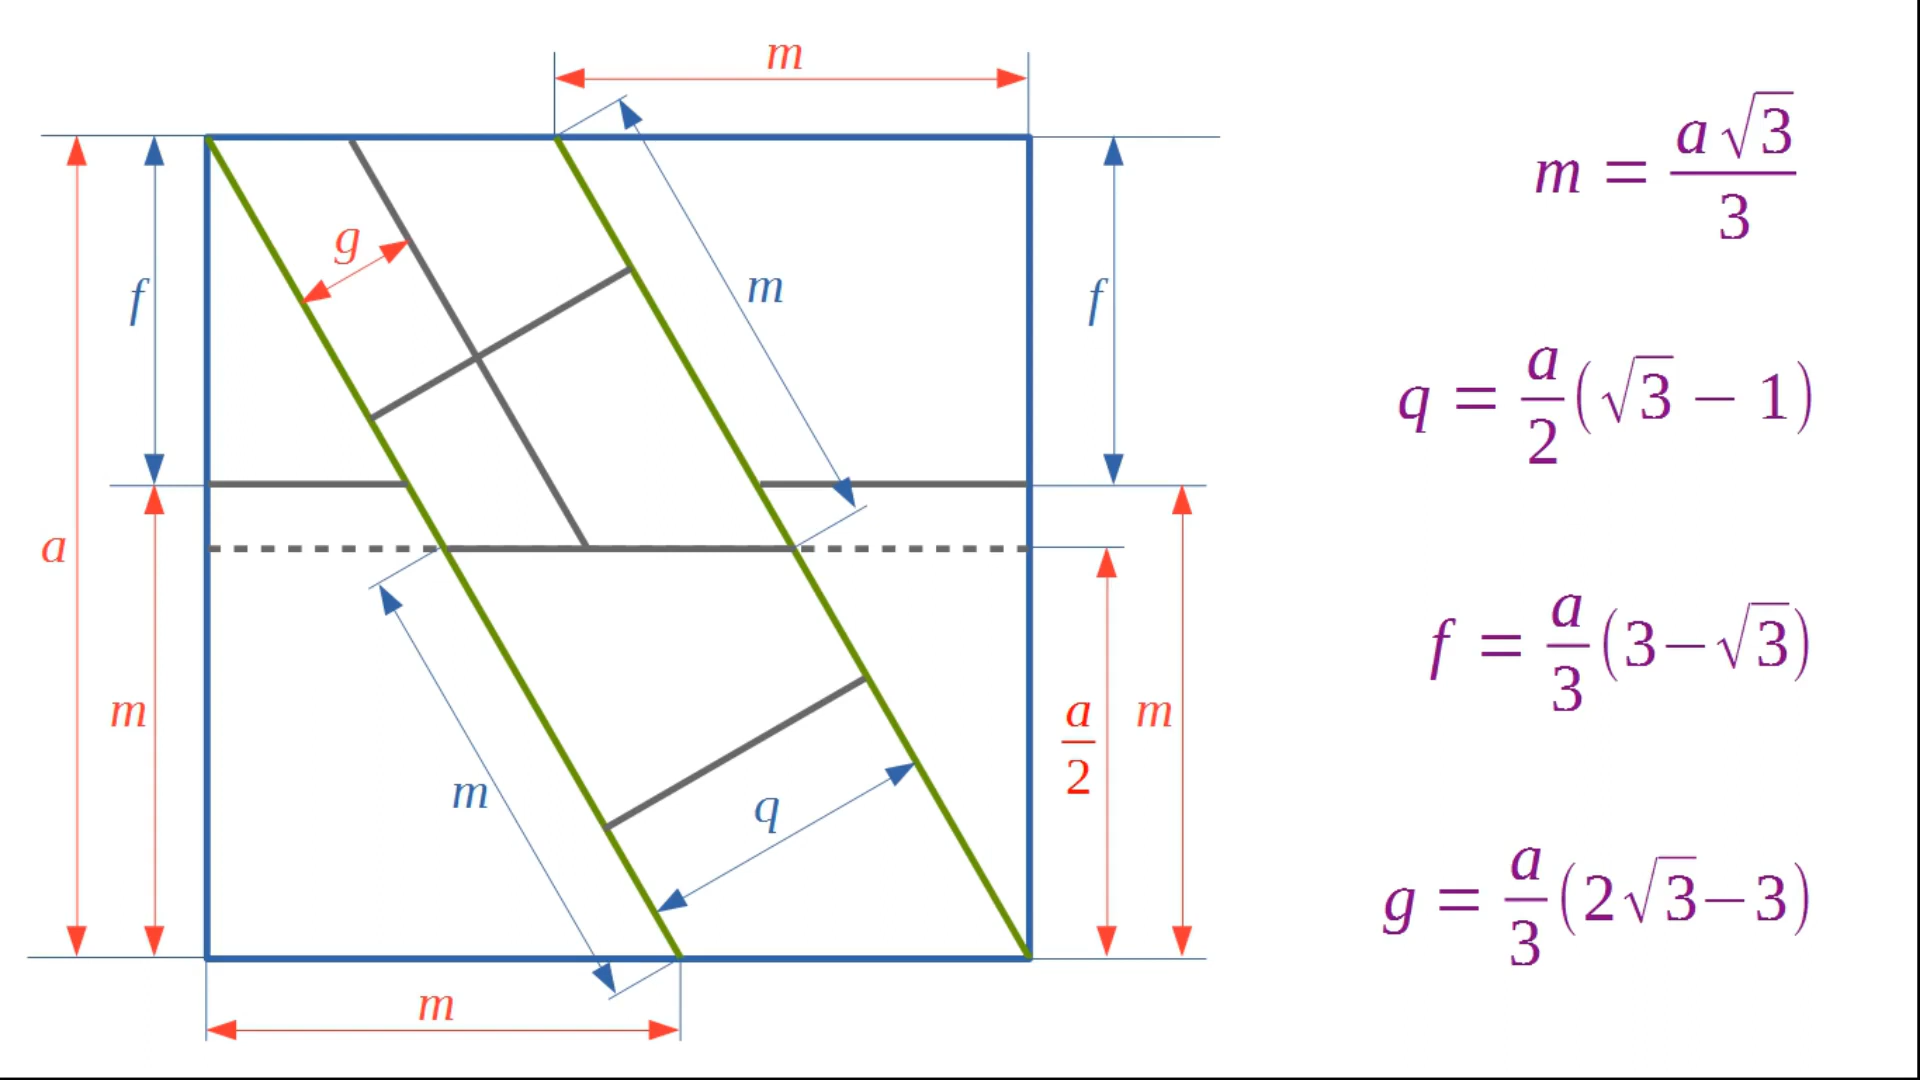 m
g
f
m
f
a
m
m
q
a
2
m
m
m = a √3 / 3
q = a/2 (√3 − 1)
f = a/3 (3−√3)
g = a/3 (2√3−3)